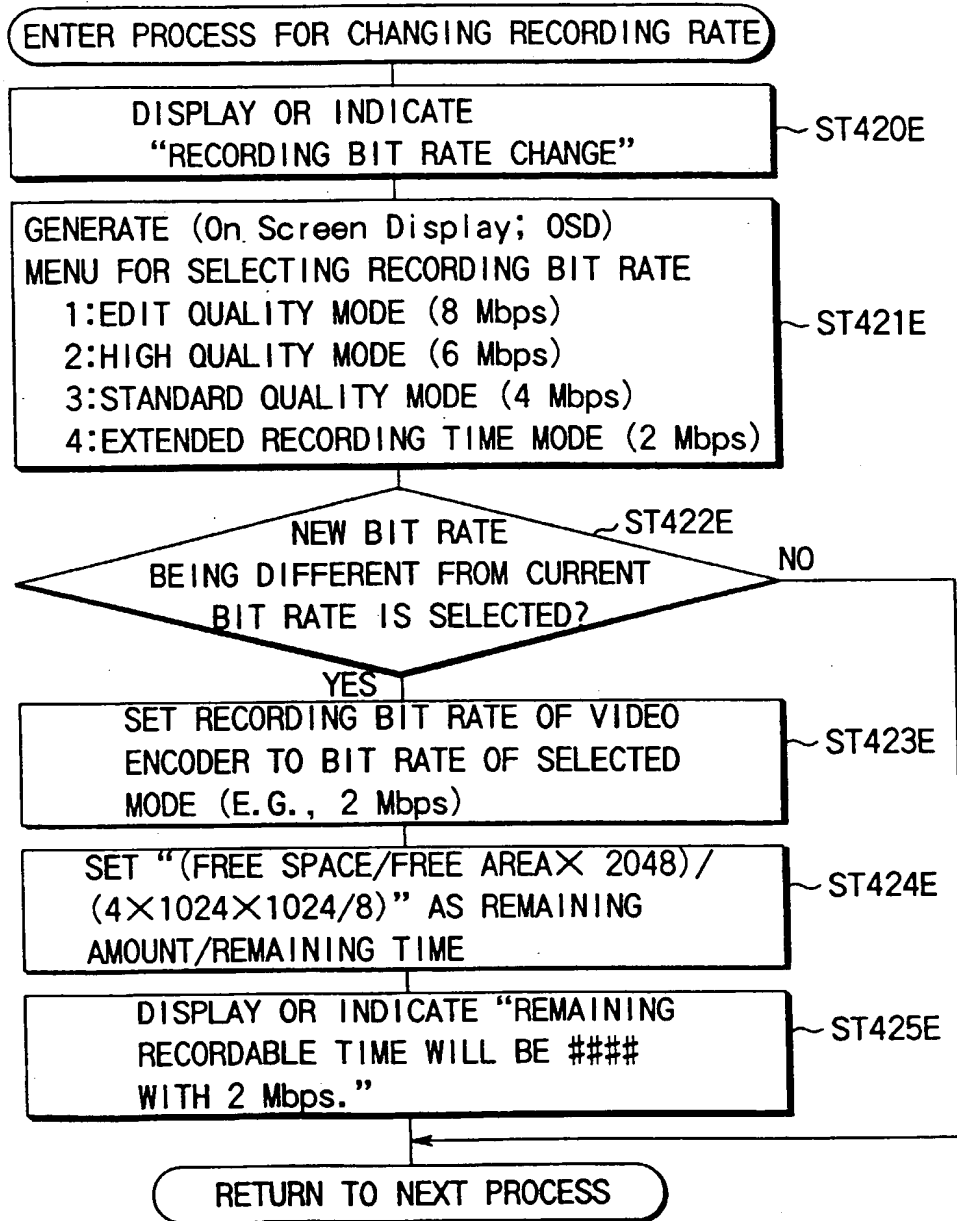 ENTER PROCESS FOR CHANGING RECORDING RATE
DISPLAY OR INDICATE
“RECORDING BIT RATE CHANGE”
ST420E
GENERATE (On Screen Display; OSD)
MENU FOR SELECTING RECORDING BIT RATE
1:EDIT QUALITY MODE (8 Mbps)
2:HIGH QUALITY MODE (6 Mbps)
3:STANDARD QUALITY MODE (4 Mbps)
4:EXTENDED RECORDING TIME MODE (2 Mbps)
ST421E
NEW BIT RATE
BEING DIFFERENT FROM CURRENT
BIT RATE IS SELECTED?
ST422E
NO
YES
SET RECORDING BIT RATE OF VIDEO
ENCODER TO BIT RATE OF SELECTED
MODE (E.G., 2 Mbps)
ST423E
SET “(FREE SPACE/FREE AREA× 2048)/
(4×1024×1024/8)” AS REMAINING
AMOUNT/REMAINING TIME
ST424E
DISPLAY OR INDICATE “REMAINING
RECORDABLE TIME WILL BE ####
WITH 2 Mbps.”
ST425E
RETURN TO NEXT PROCESS